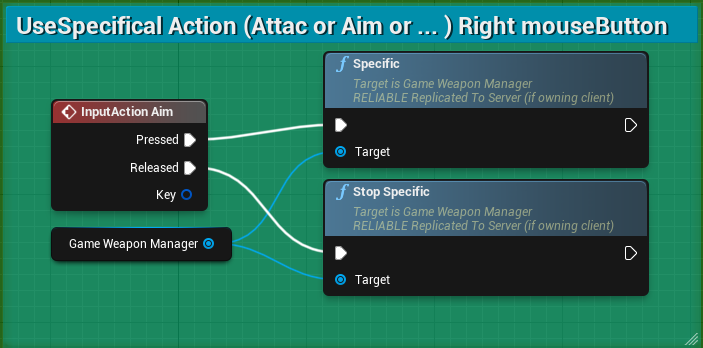 UseSpecifical Action (Attac or Aim or ... ) Right mouseButton
InputAction Aim
Pressed
Released
Key
Game Weapon Manager
f Specific
Target is Game Weapon Manager
RELIABLE Replicated To Server (if owning client)
Target
f Stop Specific
Target is Game Weapon Manager
RELIABLE Replicated To Server (if owning client)
Target